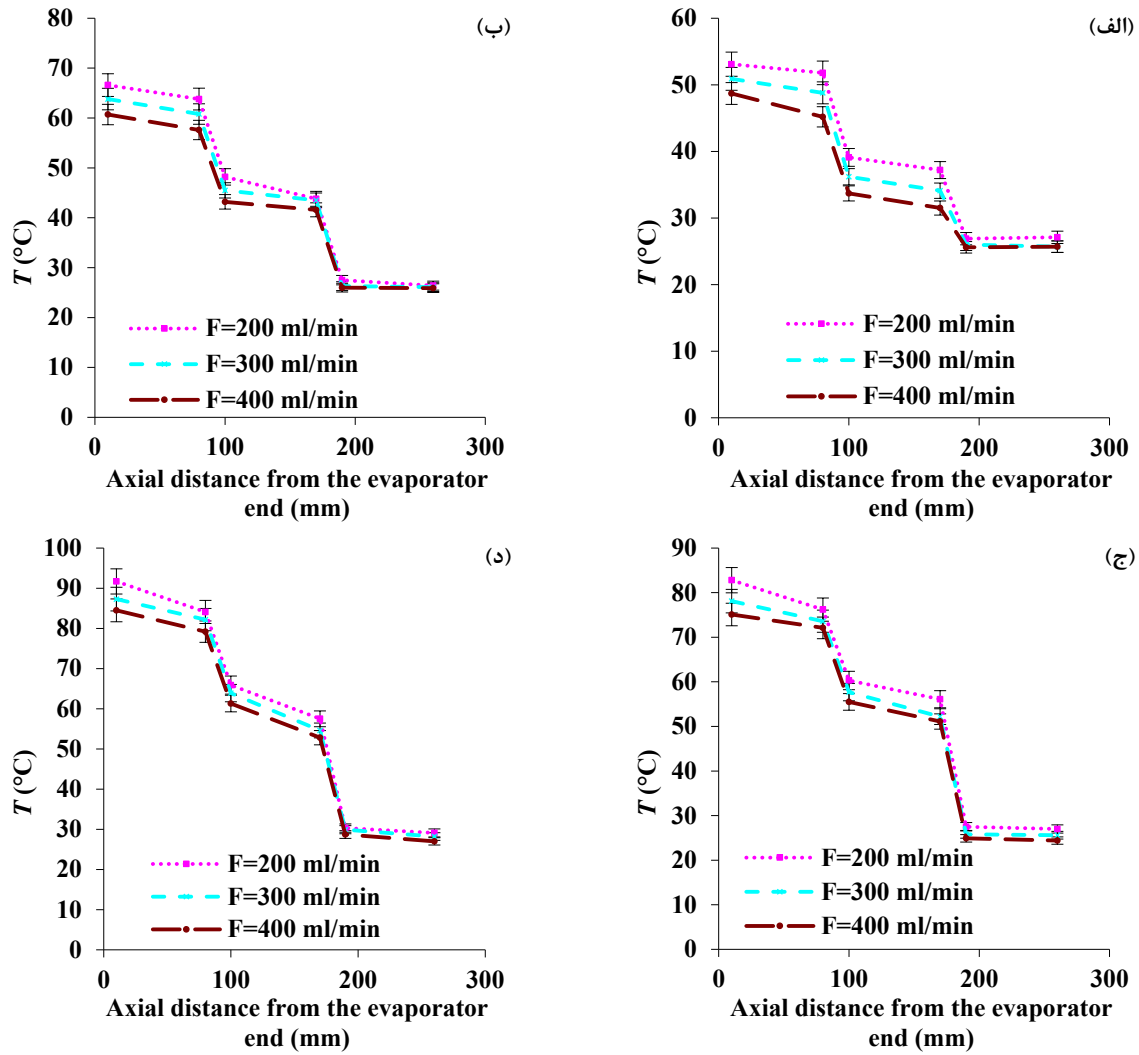 (ب)
80
70
60
50
40
30
20
10
0
T (°C)
F=200 ml/min
F=300 ml/min
F=400 ml/min
0 100 200 300
Axial distance from the evaporator
end (mm)
(الف)
60
50
40
30
20
10
0
T (°C)
F=200 ml/min
F=300 ml/min
F=400 ml/min
0 100 200 300
Axial distance from the evaporator
end (mm)
(د)
100
90
80
70
60
50
40
30
20
10
0
T (°C)
F=200 ml/min
F=300 ml/min
F=400 ml/min
0 100 200 300
Axial distance from the evaporator
end (mm)
(ج)
90
80
70
60
50
40
30
20
10
0
T (°C)
F=200 ml/min
F=300 ml/min
F=400 ml/min
0 100 200 300
Axial distance from the evaporator
end (mm)